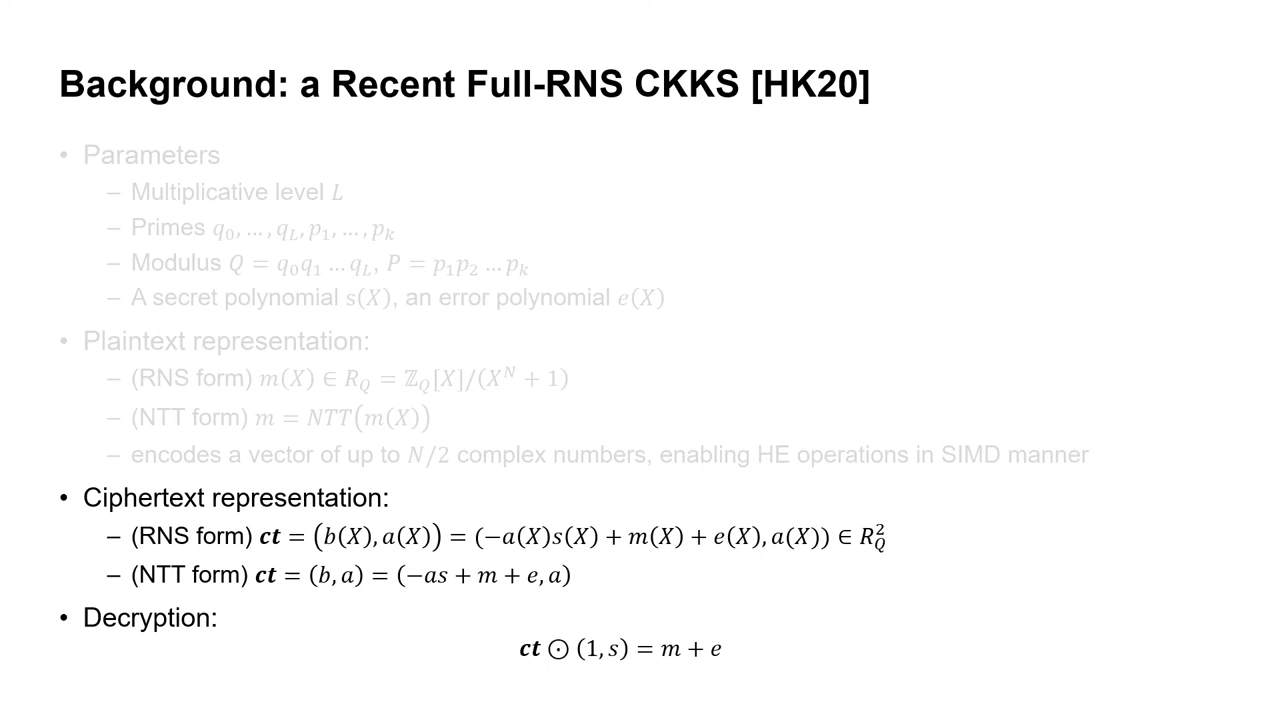 Background: a Recent Full-RNS CKKS [HK20]
• Parameters
– Multiplicative level L
– Primes q₀, …, q_L, p₁, …, p_k
– Modulus Q = q₀q₁ … q_L, P = p₁p₂ … p_k
– A secret polynomial s(X), an error polynomial e(X)
• Plaintext representation:
– (RNS form) m(X) ∈ R_Q = ℤ_Q[X]/(X^N + 1)
– (NTT form) m = NTT(m(X))
– encodes a vector of up to N/2 complex numbers, enabling HE operations in SIMD manner
• Ciphertext representation:
– (RNS form) ct = (b(X), a(X)) = (−a(X)s(X) + m(X) + e(X), a(X)) ∈ R_Q^2
– (NTT form) ct = (b, a) = (−as + m + e, a)
• Decryption:
ct ⊙ (1, s) = m + e